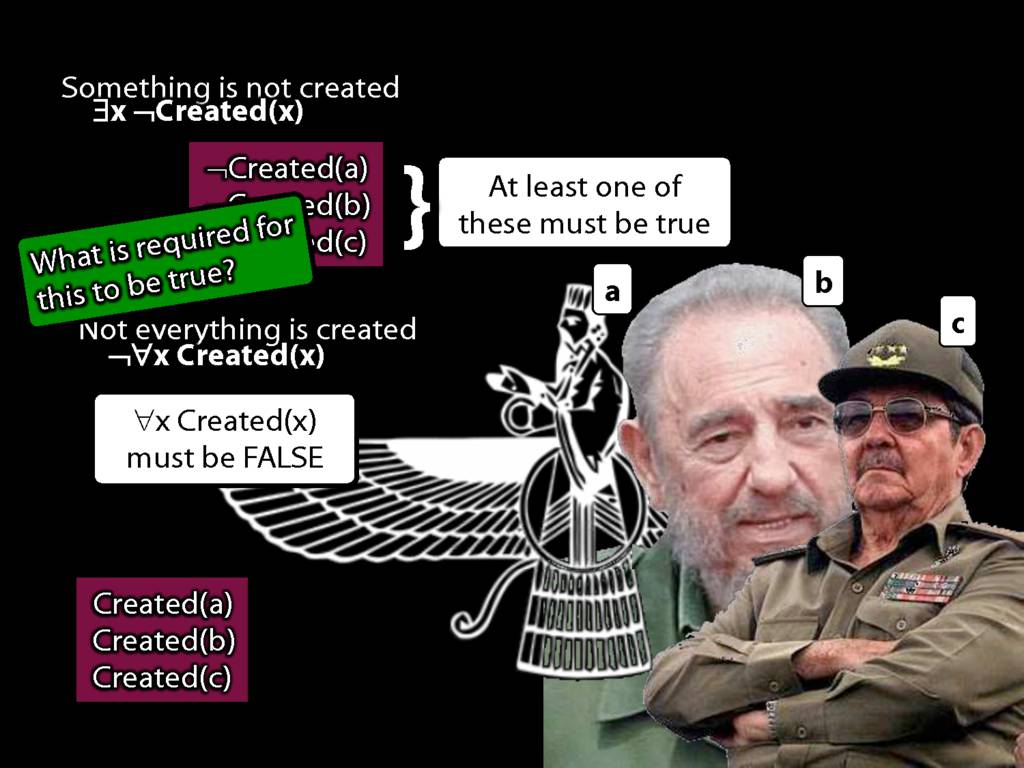 Something is not created
∃x ¬Created(x)
¬Created(a)
At least one of
these must be true
What is required for
this to be true?
Not everything is created
¬∀x Created(x)
∀x Created(x)
must be FALSE
a
b
c
Created(a)
Created(b)
Created(c)